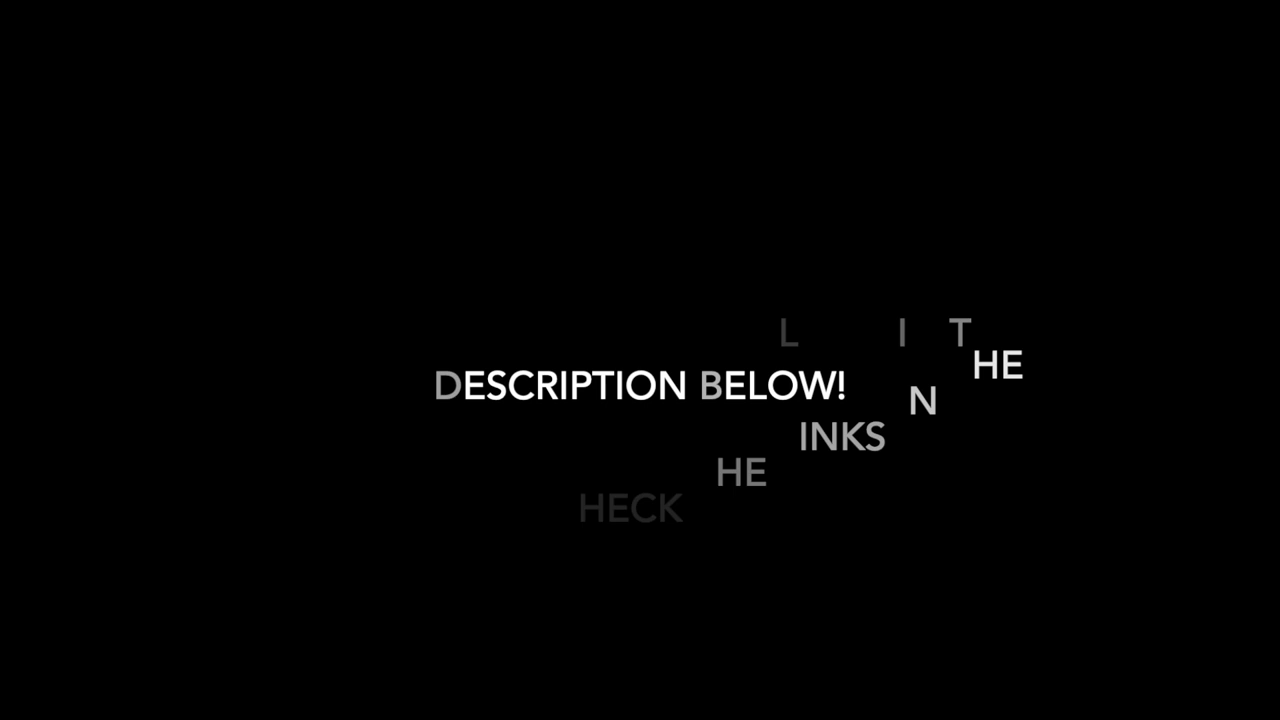 L I T
HE
DESCRIPTION BELOW!
N
INKS
HE
HECK